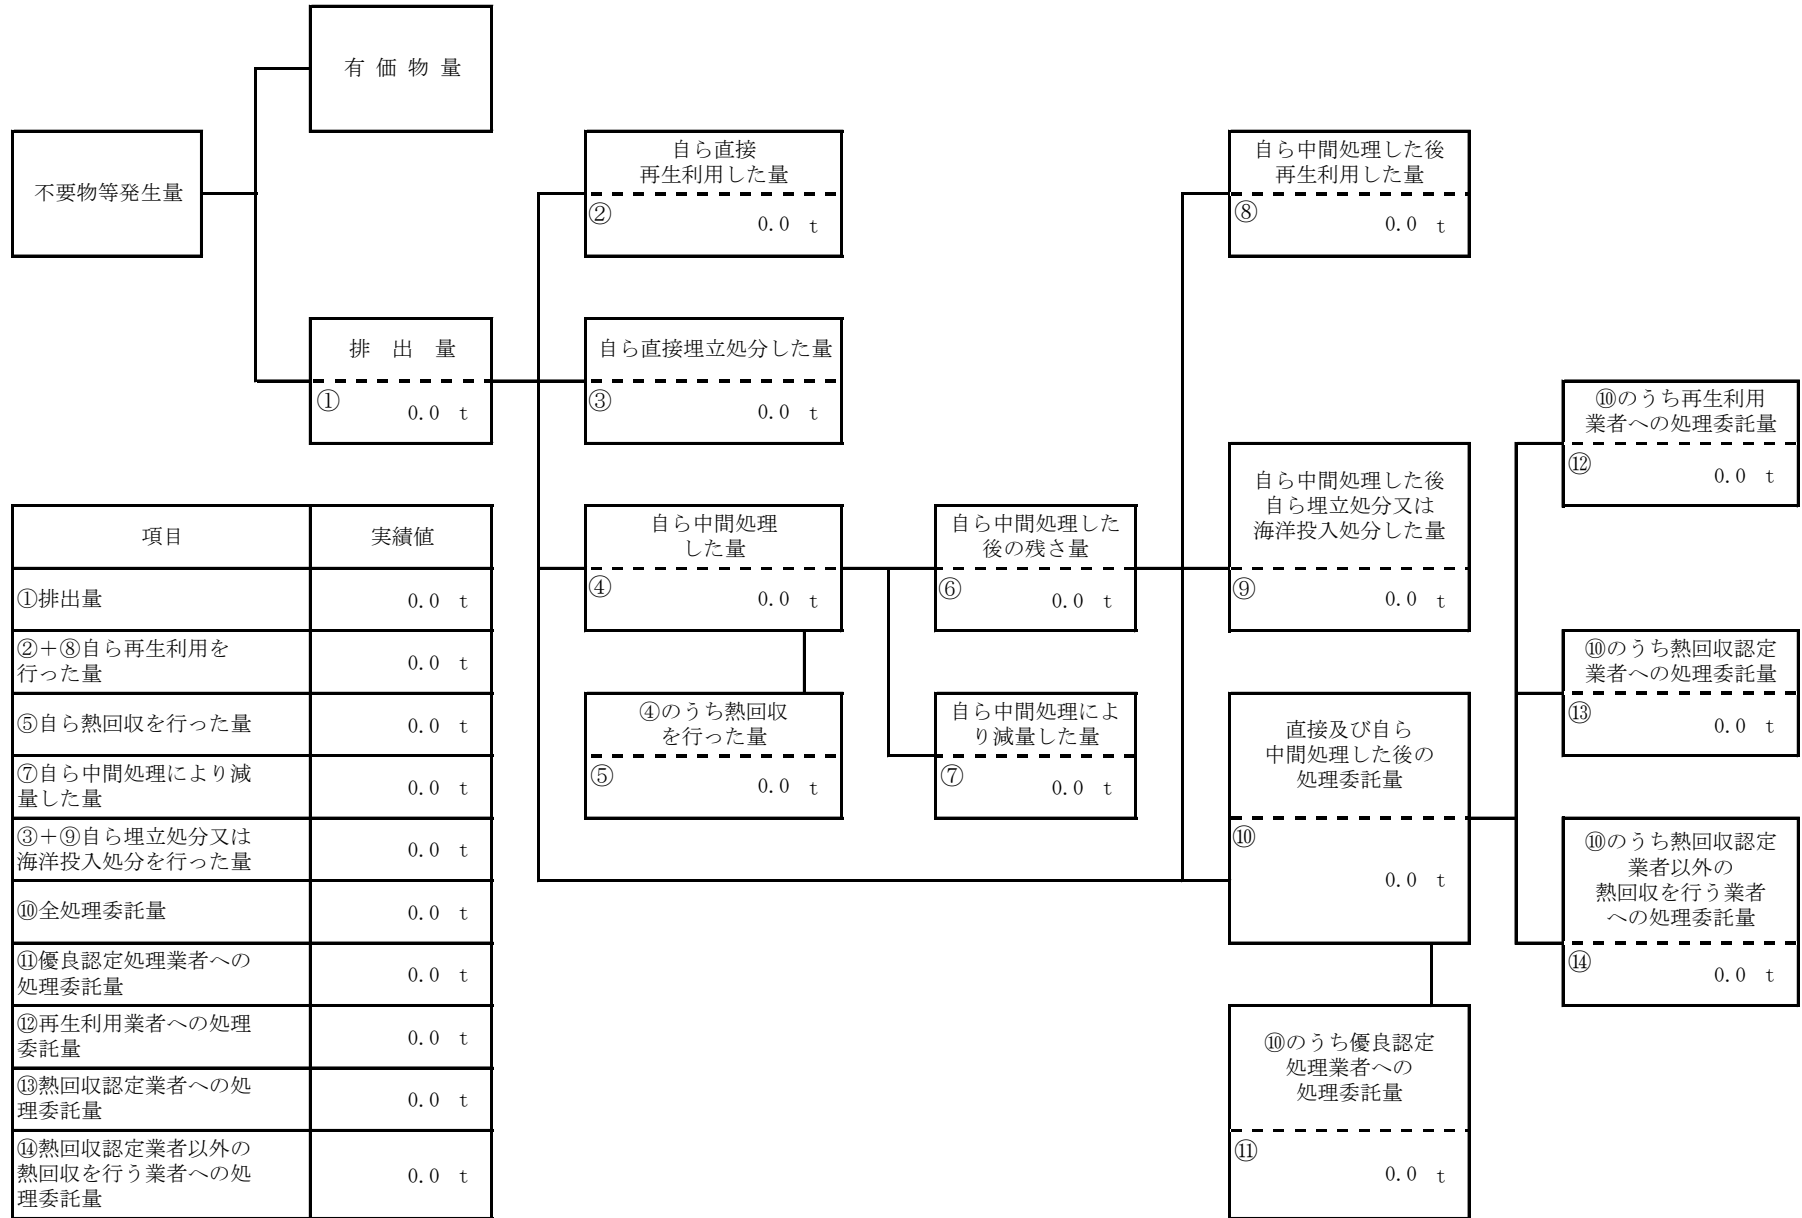 有価物量
不要物等発生量
排出量
① 0.0 t
自ら直接
再生利用した量
② 0.0 t
自ら直接埋立処分した量
③ 0.0 t
自ら中間処理
した量
④ 0.0 t
④のうち熱回収
を行った量
⑤ 0.0 t
自ら中間処理した
後の残さ量
⑥ 0.0 t
自ら中間処理によ
り減量した量
⑦ 0.0 t
自ら中間処理した後
再生利用した量
⑧ 0.0 t
自ら中間処理した後
自ら埋立処分又は
海洋投入処分した量
⑨ 0.0 t
直接及び自ら
中間処理した後の
処理委託量
⑩
0.0 t
⑩のうち優良認定
処理業者への
処理委託量
⑪ 0.0 t
⑩のうち再生利用
業者への処理委託量
⑫ 0.0 t
⑩のうち熱回収認定
業者への処理委託量
⑬ 0.0 t
⑩のうち熱回収認定
業者以外の
熱回収を行う業者
への処理委託量
⑭ 0.0 t
項目 実績値
①排出量 0.0 t
②＋⑧自ら再生利用を
行った量 0.0 t
⑤自ら熱回収を行った量 0.0 t
⑦自ら中間処理により減
量した量 0.0 t
③＋⑨自ら埋立処分又は
海洋投入処分を行った量 0.0 t
⑩全処理委託量 0.0 t
⑪優良認定処理業者への
処理委託量 0.0 t
⑫再生利用業者への処理
委託量 0.0 t
⑬熱回収認定業者への処
理委託量 0.0 t
⑭熱回収認定業者以外の
熱回収を行う業者への処 0.0 t
理委託量